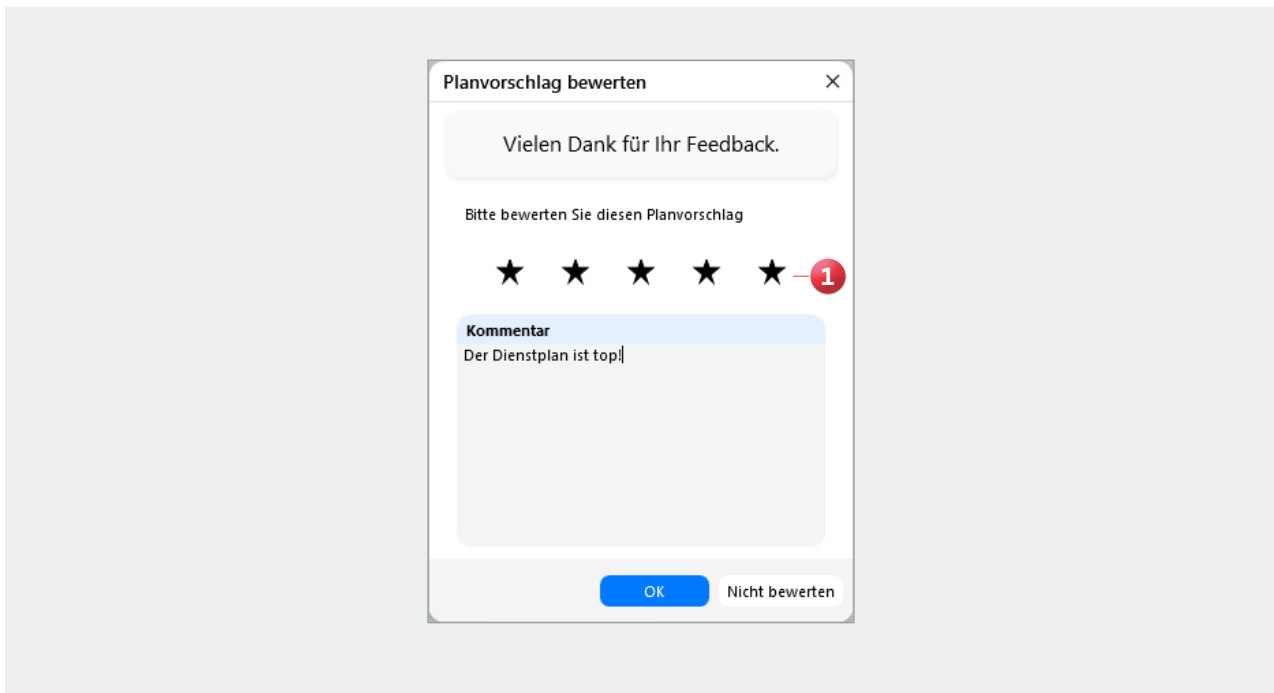 Planvorschlag bewerten
Vielen Dank für Ihr Feedback.
Bitte bewerten Sie diesen Planvorschlag
1
Kommentar
Der Dienstplan ist top!
OK
Nicht bewerten